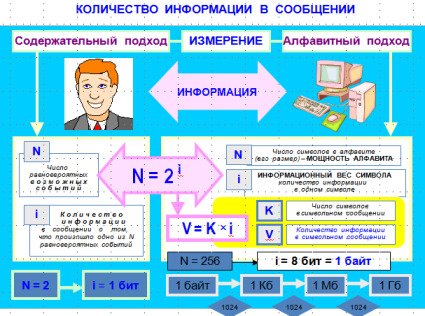 КОЛИЧЕСТВО ИНФОРМАЦИИ В СООБЩЕНИИ
Содержательный подход
ИЗМЕРЕНИЕ
Алфавитный подход
ИНФОРМАЦИЯ
N
Число
равновероятных
возможных
событий
i
Количество
информации
в сообщении о том,
что произошло одно из N
равновероятных событий
N = 2 i
V = K × i
N
Число символов в алфавите
(его размер) – МОЩНОСТЬ АЛФАВИТА
i
ИНФОРМАЦИОННЫЙ ВЕС СИМВОЛА
количество информации
в одном символе
K
Число символов
в символьном сообщении
V
Количество информации
в символьном сообщении
N = 256
i = 8 бит = 1 байт
N = 2
i = 1 бит
1 байт
1 Кб
1 Мб
1 Гб
1024
1024
1024